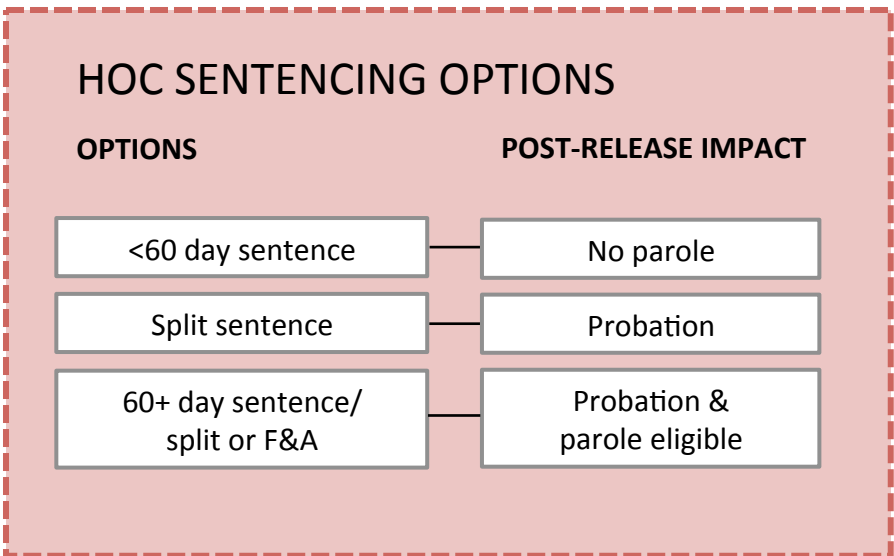 HOC SENTENCING OPTIONS
OPTIONS
POST-RELEASE IMPACT
<60 day sentence
No parole
Split sentence
Probation
60+ day sentence/
split or F&A
Probation &
parole eligible